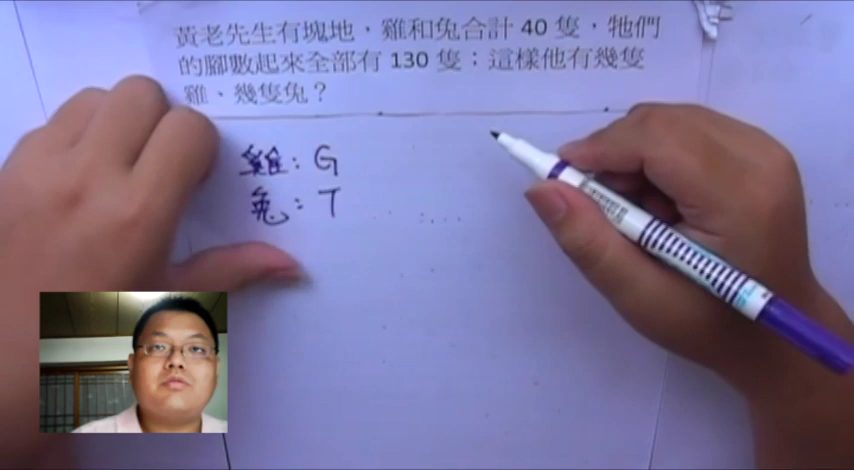 黃老先生有塊地，雞和兔合計 40 隻，牠們
的腳數起來全部有 130 隻；這樣他有幾隻
雞、幾隻兔？
雞：G
兔：T